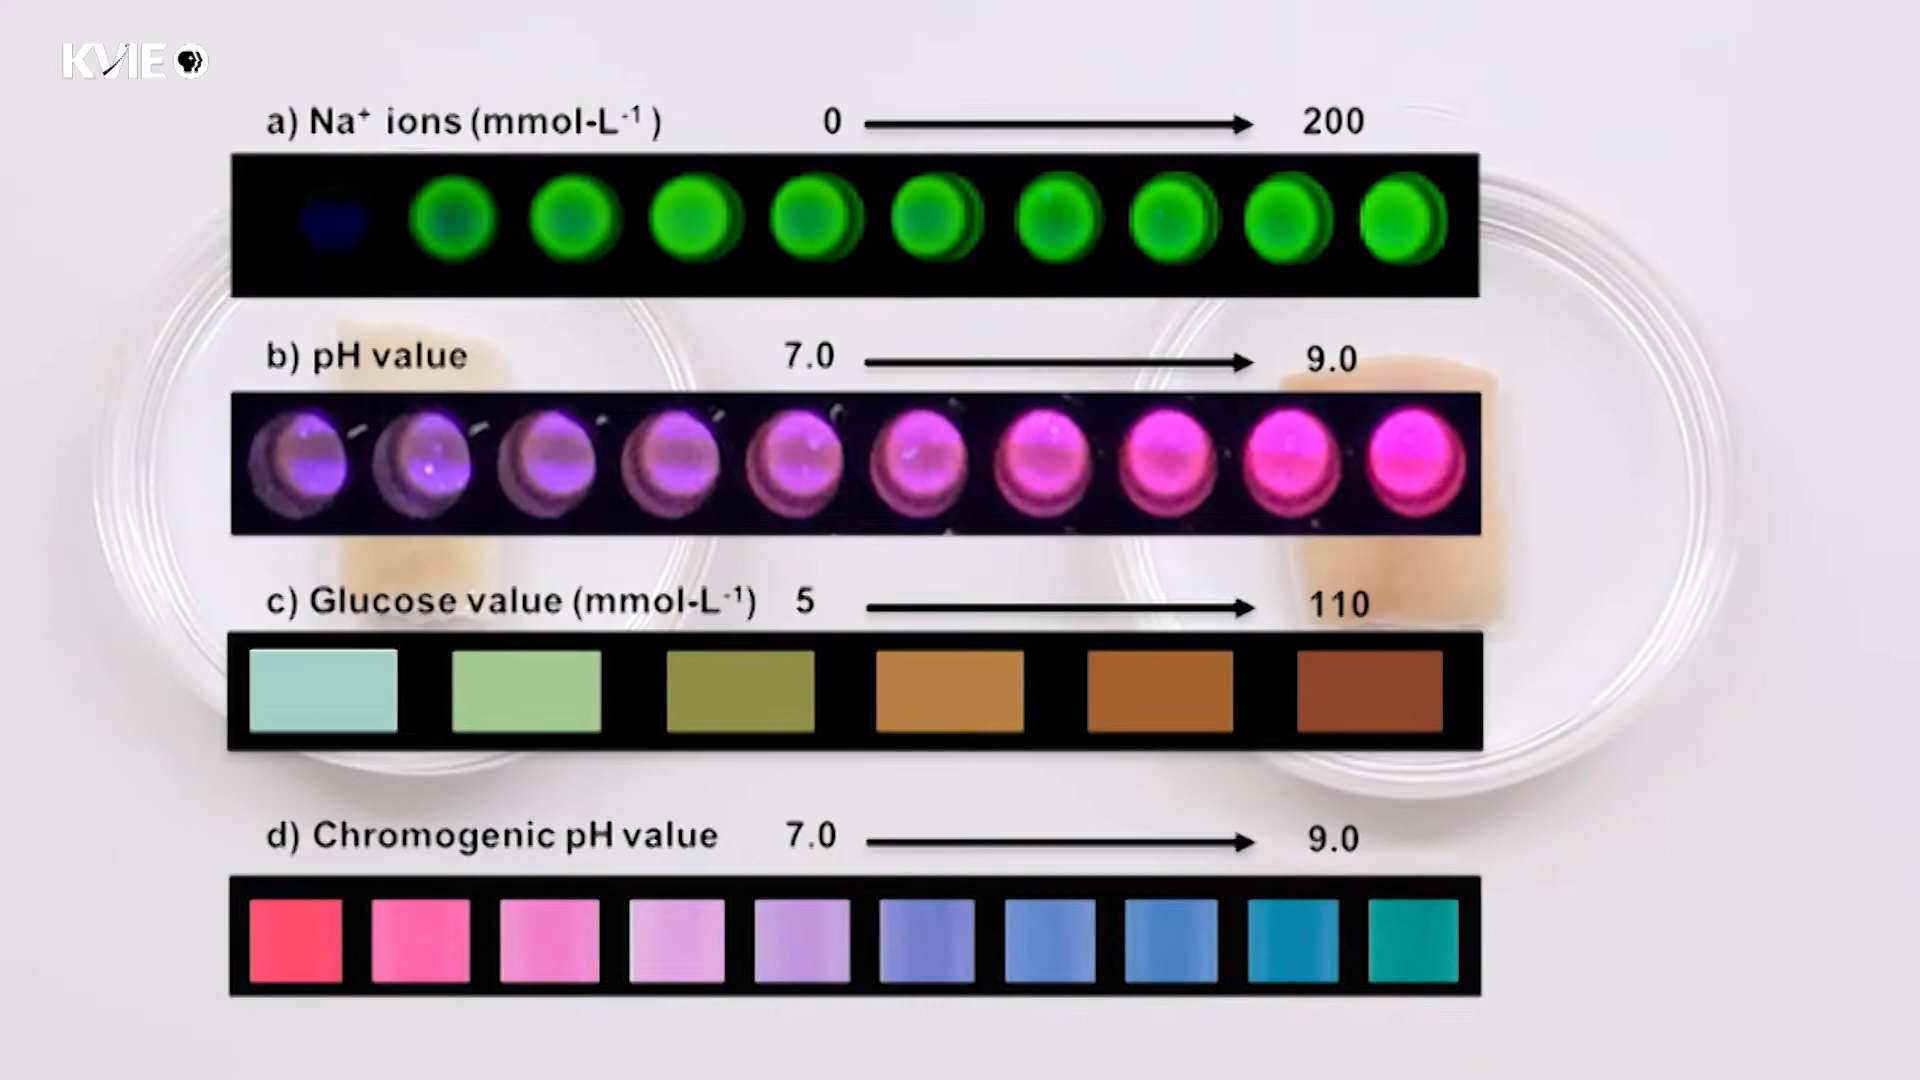 KVIE
a) Na⁺ ions (mmol-L⁻¹ ) 0 200
b) pH value 7.0 9.0
c) Glucose value (mmol-L⁻¹) 5 110
d) Chromogenic pH value 7.0 9.0